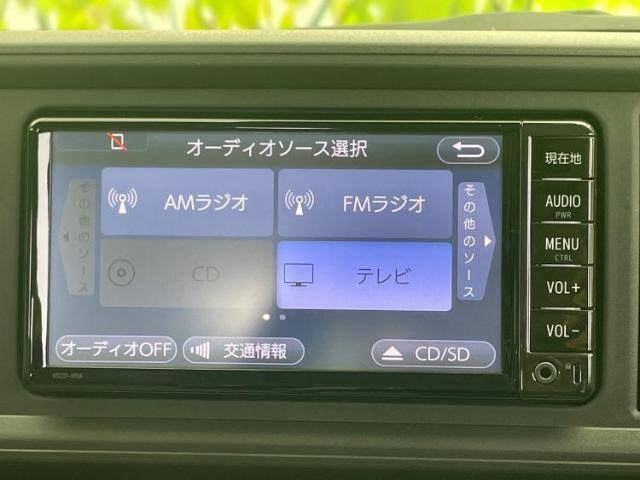 オーディオソース選択
現在地
その他のソース
AMラジオ
FMラジオ
その他のソース
AUDIO
PWR
CD
テレビ
MENU
CTRL
VOL+
オーディオOFF
交通情報
CD/SD
VOL-